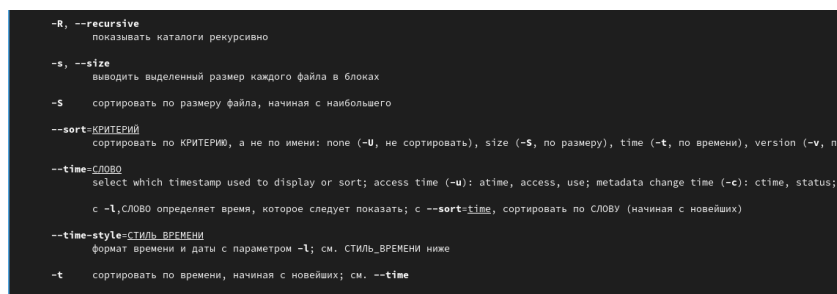 -R, --recursive
показывать каталоги рекурсивно
-s, --size
выводить выделенный размер каждого файла в блоках
-S сортировать по размеру файла, начиная с наибольшего
--sort=КРИТЕРИЙ
сортировать по КРИТЕРИЮ, а не по имени: none (-U, не сортировать), size (-S, по размеру), time (-t, по времени), version (-v, п
--time=СЛОВО
select which timestamp used to display or sort; access time (-u): atime, access, use; metadata change time (-c): ctime, status;
с -l,СЛОВО определяет время, которое следует показать; с --sort=time, сортировать по СЛОВУ (начиная с новейших)
--time-style=СТИЛЬ_ВРЕМЕНИ
формат времени и даты с параметром -l; см. СТИЛЬ_ВРЕМЕНИ ниже
-t сортировать по времени, начиная с новейших; см. --time